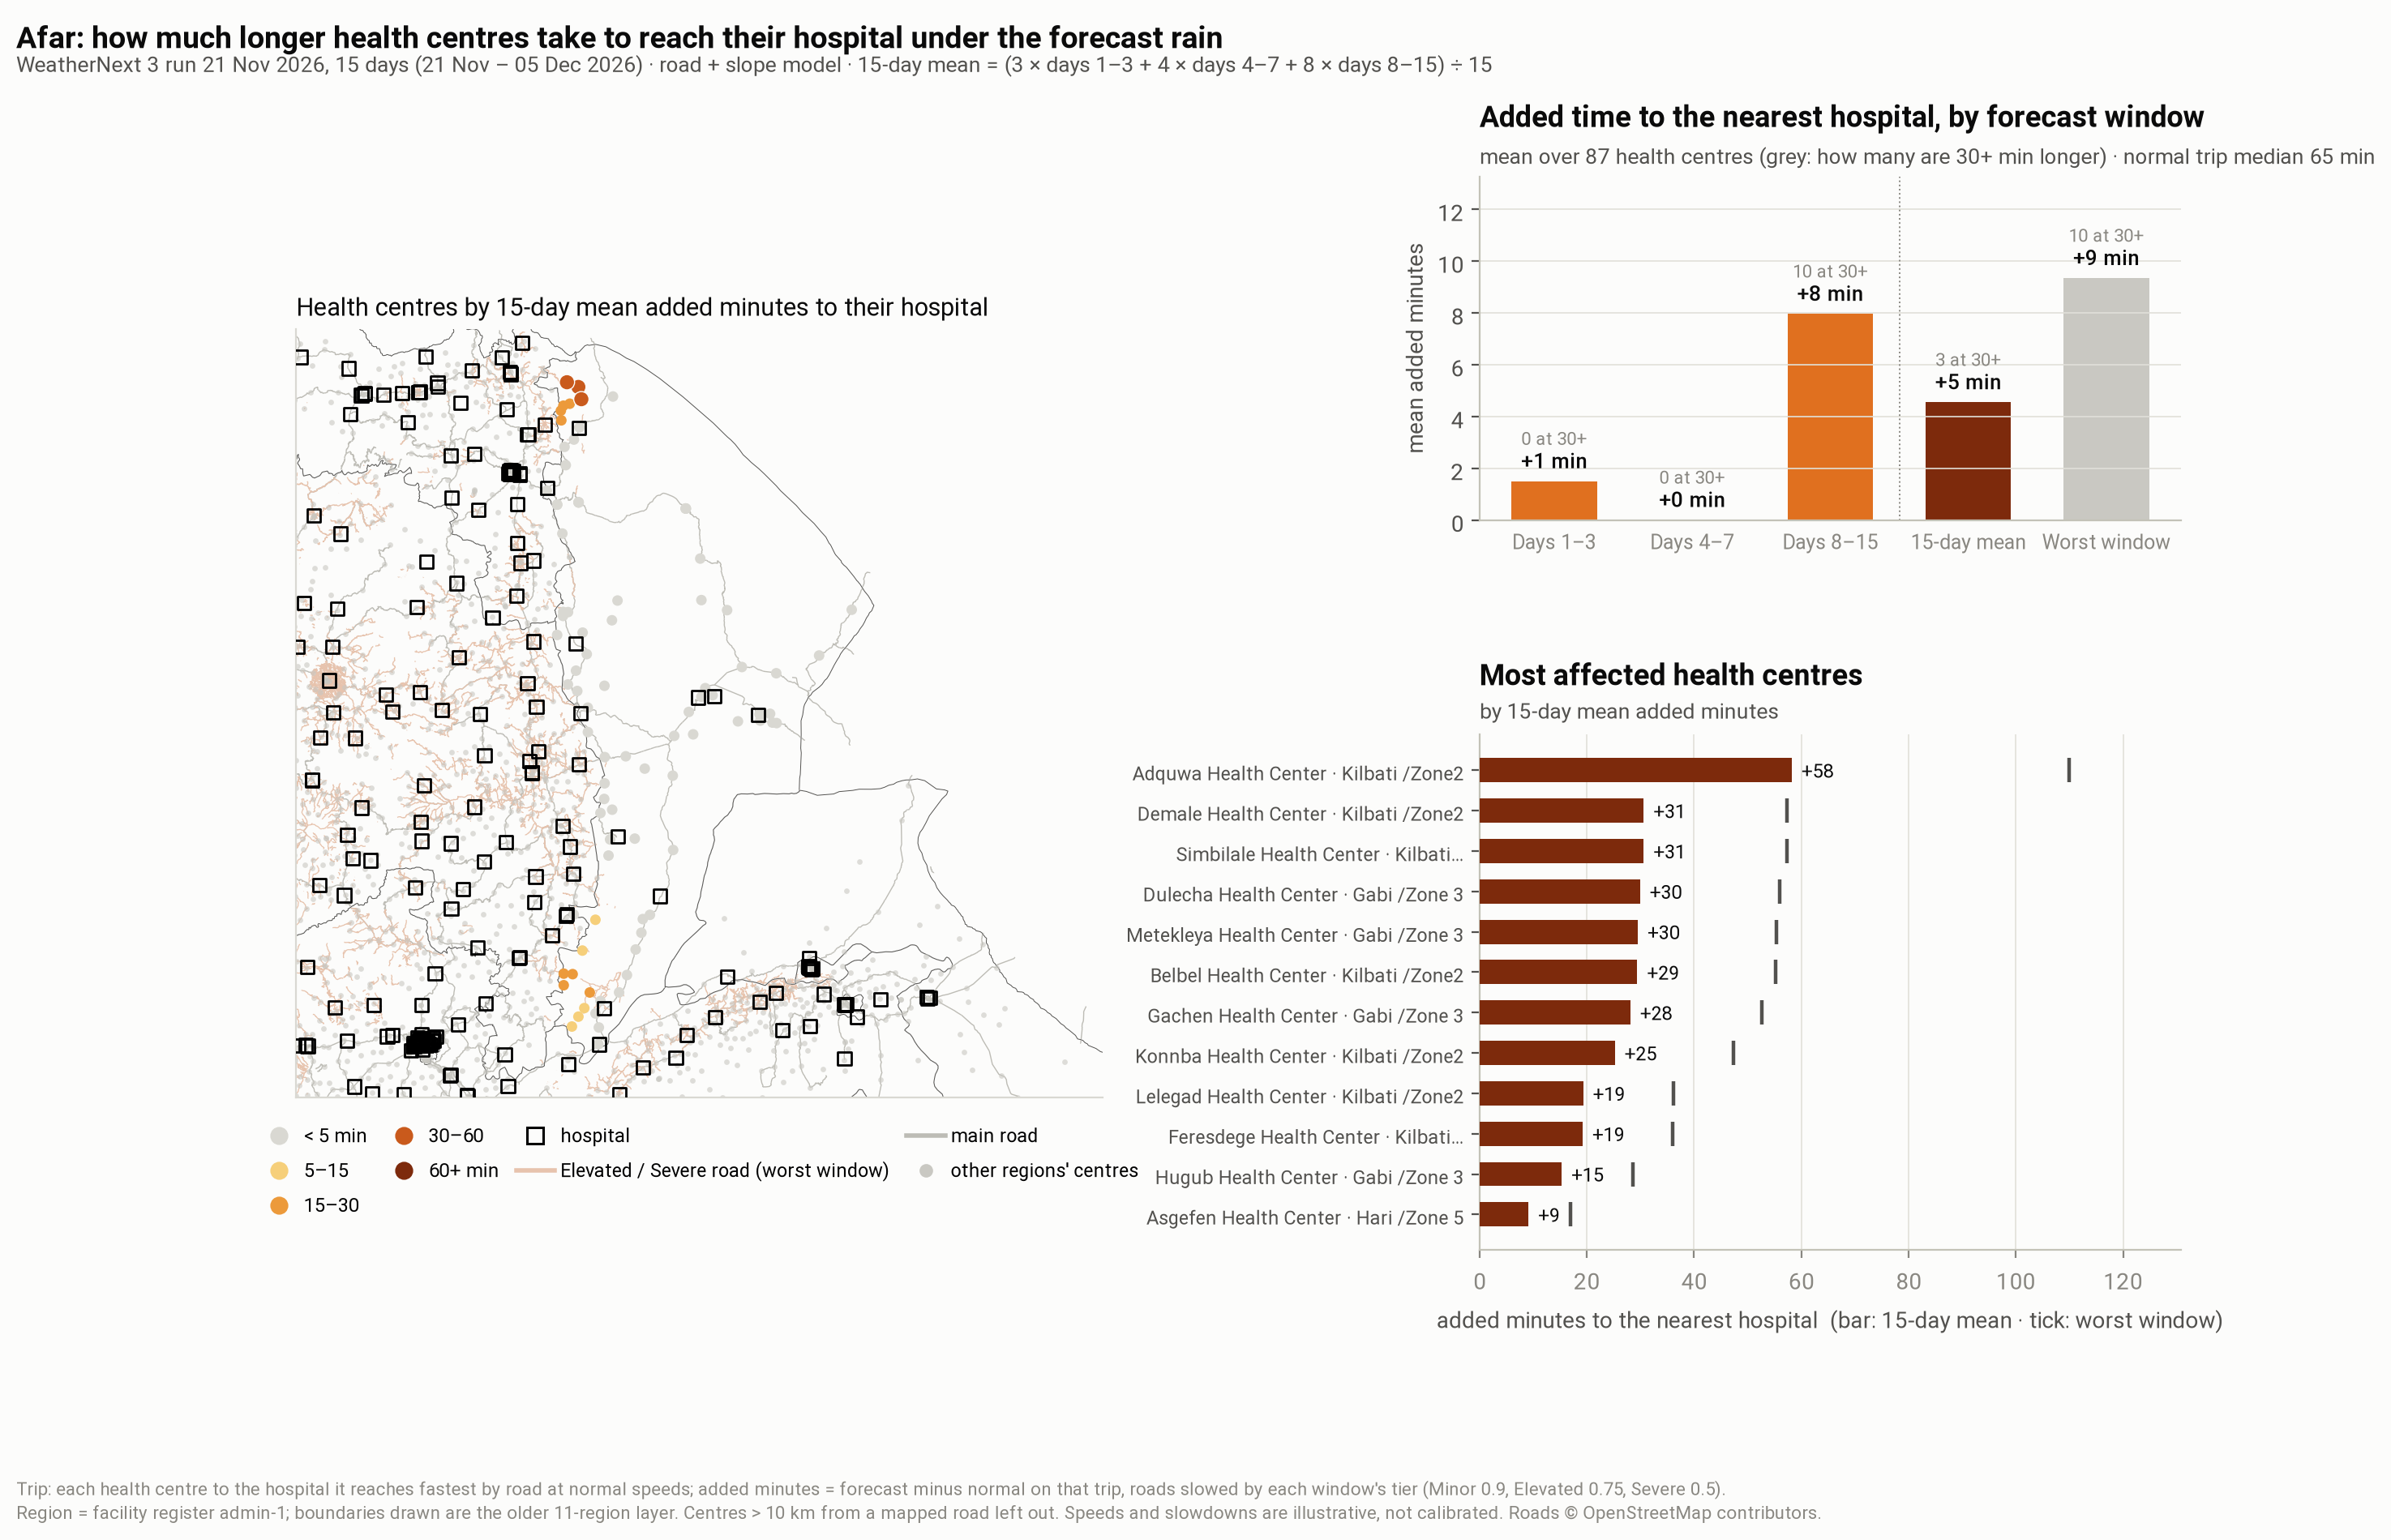 Afar: how much longer health centres take to reach their hospital under the forecast rain
WeatherNext 3 run 21 Nov 2026, 15 days (21 Nov – 05 Dec 2026) · road + slope model · 15-day mean = (3 × days 1–3 + 4 × days 4–7 + 8 × days 8–15) ÷ 15
Health centres by 15-day mean added minutes to their hospital
< 5 min
5–15
15–30
30–60
60+ min
hospital
Elevated / Severe road (worst window)
main road
other regions' centres
Added time to the nearest hospital, by forecast window
mean over 87 health centres (grey: how many are 30+ min longer) · normal trip median 65 min
mean added minutes
12
10
8
6
4
2
0
0 at 30+
+1 min
0 at 30+
+0 min
10 at 30+
+8 min
3 at 30+
+5 min
10 at 30+
+9 min
Days 1–3
Days 4–7
Days 8–15
15-day mean
Worst window
Most affected health centres
by 15-day mean added minutes
Adquwa Health Center · Kilbati /Zone2 +58
Demale Health Center · Kilbati /Zone2 +31
Simbilale Health Center · Kilbati… +31
Dulecha Health Center · Gabi /Zone 3 +30
Metekleya Health Center · Gabi /Zone 3 +30
Belbel Health Center · Kilbati /Zone2 +29
Gachen Health Center · Gabi /Zone 3 +28
Konnba Health Center · Kilbati /Zone2 +25
Lelegad Health Center · Kilbati /Zone2 +19
Feresdege Health Center · Kilbati… +19
Hugub Health Center · Gabi /Zone 3 +15
Asgefen Health Center · Hari /Zone 5 +9
0 20 40 60 80 100 120
added minutes to the nearest hospital (bar: 15-day mean · tick: worst window)
Trip: each health centre to the hospital it reaches fastest by road at normal speeds; added minutes = forecast minus normal on that trip, roads slowed by each window's tier (Minor 0.9, Elevated 0.75, Severe 0.5).
Region = facility register admin-1; boundaries drawn are the older 11-region layer. Centres > 10 km from a mapped road left out. Speeds and slowdowns are illustrative, not calibrated. Roads © OpenStreetMap contributors.